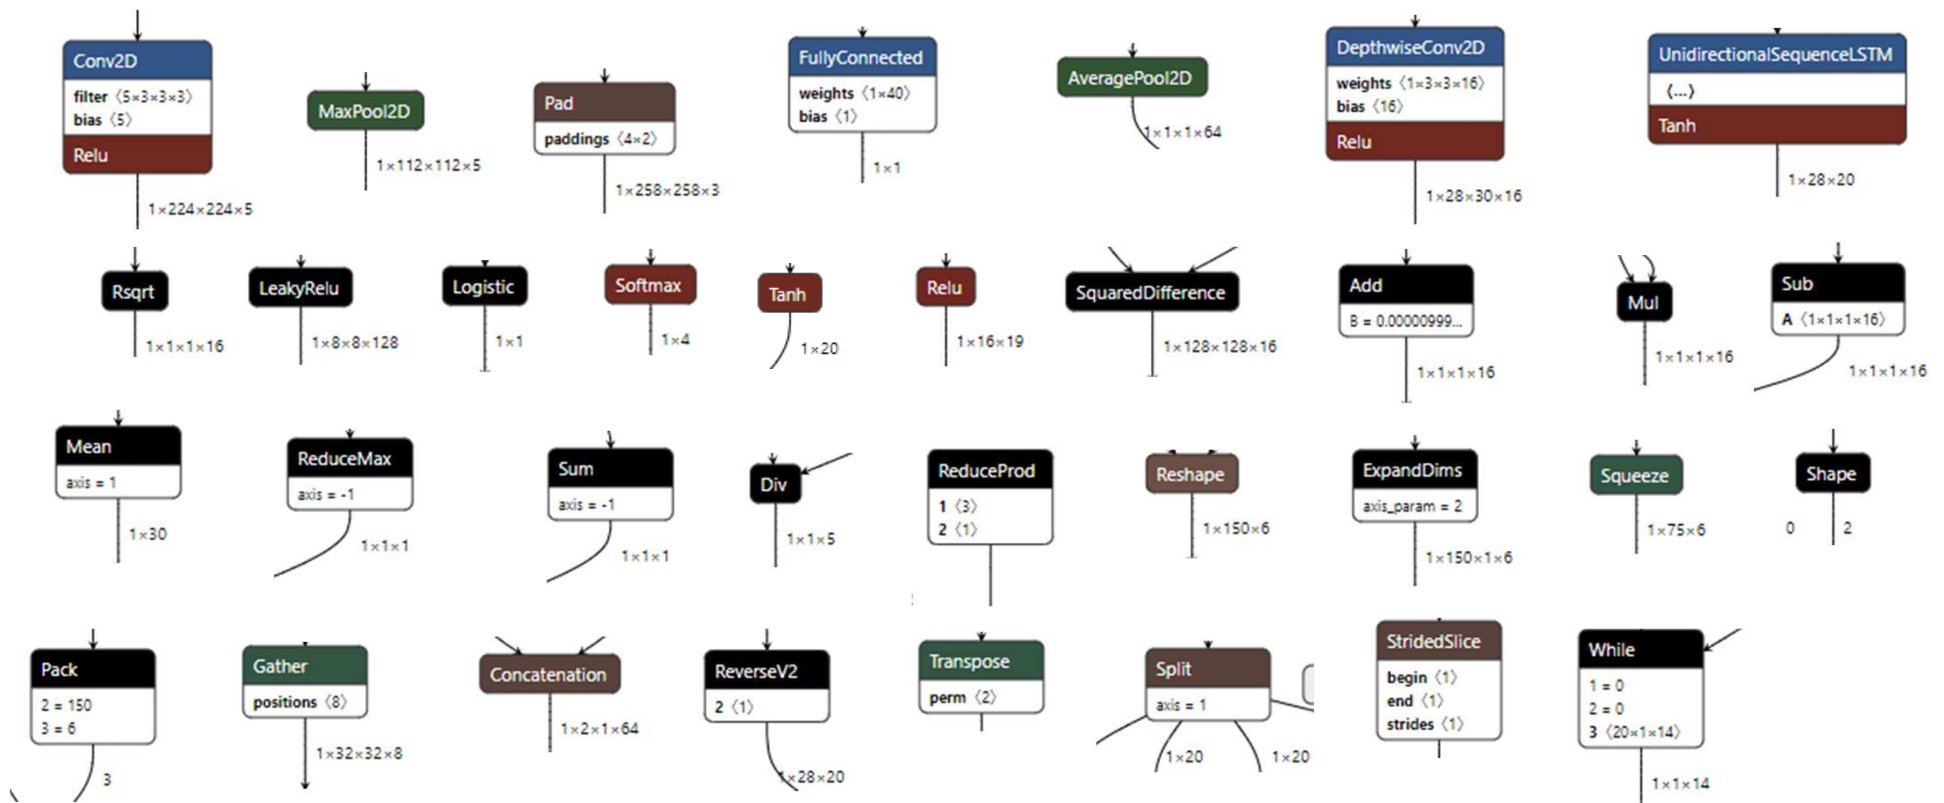 Conv2D
filter 〈5×3×3×3〉
bias 〈5〉
Relu
1×224×224×5
MaxPool2D
1×112×112×5
Pad
paddings 〈4×2〉
1×258×258×3
FullyConnected
weights 〈1×40〉
bias 〈1〉
1×1
AveragePool2D
1×1×1×64
DepthwiseConv2D
weights 〈1×3×3×16〉
bias 〈16〉
Relu
1×28×30×16
UnidirectionalSequenceLSTM
〈...〉
Tanh
1×28×20
Rsqrt
1×1×1×16
LeakyRelu
1×8×8×128
Logistic
1×1
Softmax
1×4
Tanh
1×20
Relu
1×16×19
SquaredDifference
1×128×128×16
Add
B = 0.00000999...
1×1×1×16
Mul
1×1×1×16
Sub
A 〈1×1×1×16〉
1×1×1×16
Mean
axis = 1
1×30
ReduceMax
axis = -1
1×1×1
Sum
axis = -1
1×1×1
Div
1×1×5
ReduceProd
1 〈3〉
2 〈1〉
Reshape
1×150×6
ExpandDims
axis_param = 2
1×150×1×6
Squeeze
1×75×6
Shape
0 2
Pack
2 = 150
3 = 6
3
Gather
positions 〈8〉
1×32×32×8
Concatenation
1×2×1×64
ReverseV2
2 〈1〉
1×28×20
Transpose
perm 〈2〉
Split
axis = 1
1×20 1×20
StridedSlice
begin 〈1〉
end 〈1〉
strides 〈1〉
While
1 = 0
2 = 0
3 〈20×1×14〉
1×1×14